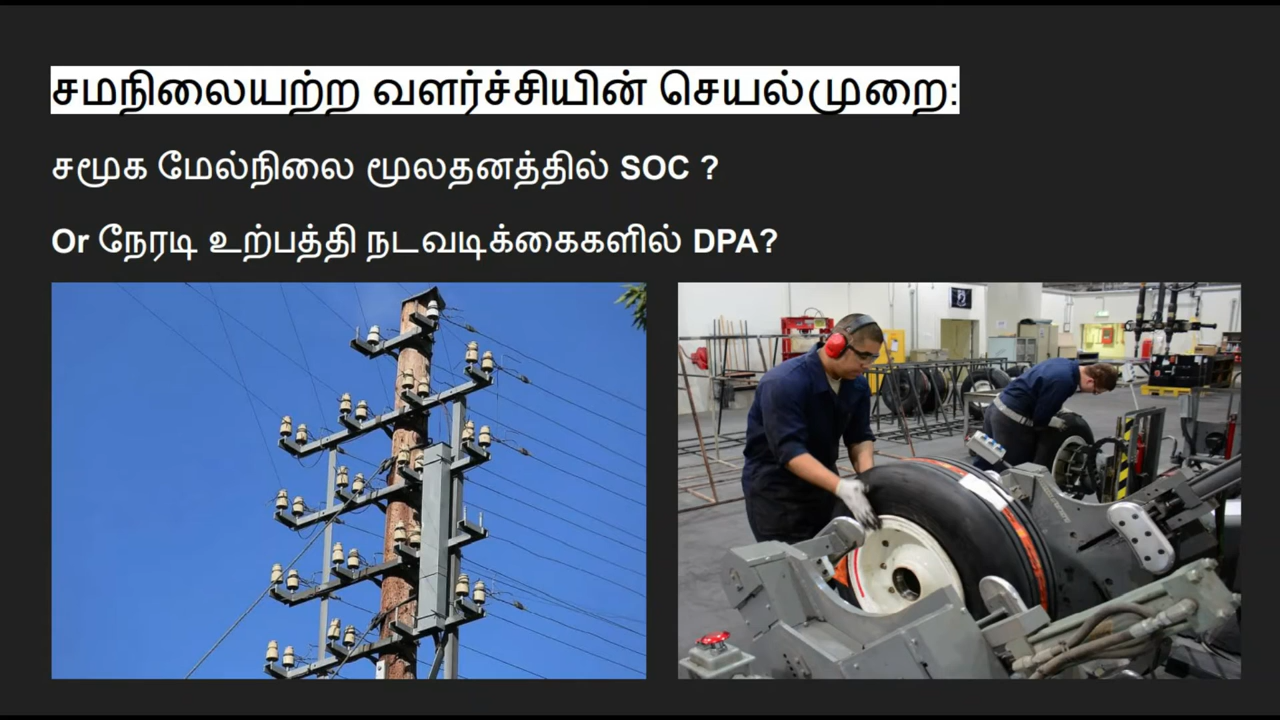 சமநிலையற்ற வளர்ச்சியின் செயல்முறை:
சமூக மேல்நிலை மூலதனத்தில் SOC ?
Or நேரடி உற்பத்தி நடவடிக்கைகளில் DPA?